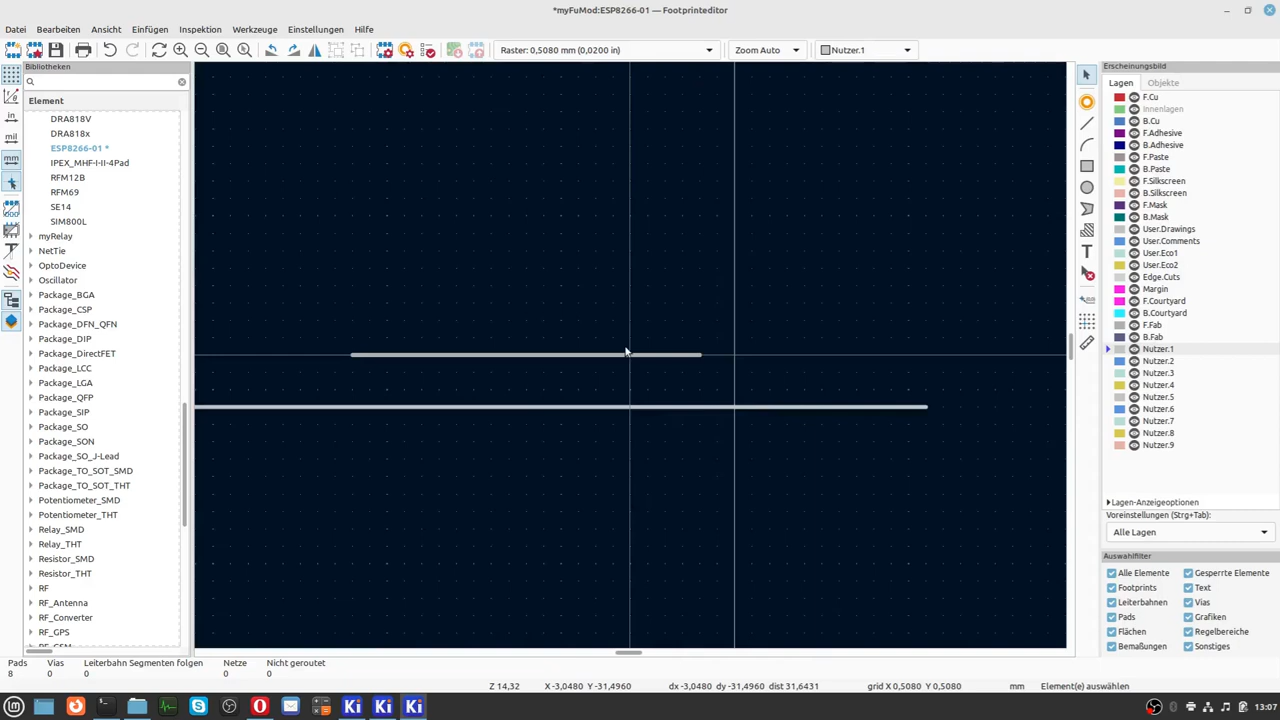 *myFuMod:ESP8266-01 — Footprinteditor
Datei Bearbeiten Ansicht Einfügen Inspektion Werkzeuge Einstellungen Hilfe
Raster: 0,5080 mm (0,0200 in) Zoom Auto Nutzer.1
Bibliotheken
Element
DRA818V
DRA818x
ESP8266-01 *
IPEX_MHF-I-II-4Pad
RFM12B
RFM69
SE14
SIM800L
myRelay
NetTie
OptoDevice
Oscillator
Package_BGA
Package_CSP
Package_DFN_QFN
Package_DIP
Package_DirectFET
Package_LCC
Package_LGA
Package_QFP
Package_SIP
Package_SO
Package_SON
Package_SO_J-Lead
Package_TO_SOT_SMD
Package_TO_SOT_THT
Potentiometer_SMD
Potentiometer_THT
Relay_SMD
Relay_THT
Resistor_SMD
Resistor_THT
RF
RF_Antenna
RF_Converter
RF_GPS
RF_GSM
in
mil
mm
Erscheinungsbild
Lagen Objekte
F.Cu
Innenlagen
B.Cu
F.Adhesive
B.Adhesive
F.Paste
B.Paste
F.Silkscreen
B.Silkscreen
F.Mask
B.Mask
User.Drawings
User.Comments
User.Eco1
User.Eco2
Edge.Cuts
Margin
F.Courtyard
B.Courtyard
F.Fab
B.Fab
Nutzer.1
Nutzer.2
Nutzer.3
Nutzer.4
Nutzer.5
Nutzer.6
Nutzer.7
Nutzer.8
Nutzer.9
Lagen-Anzeigeoptionen
Voreinstellungen (Strg+Tab):
Alle Lagen
Auswahlfilter
Alle Elemente Gesperrte Elemente
Footprints Text
Leiterbahnen Vias
Pads Grafiken
Flächen Regelbereiche
Bemaßungen Sonstiges
Pads Vias Leiterbahn Segmenten folgen Netze Nicht geroutet
8 0 0 0 0
Z 14,32 X -3,0480 Y -31,4960 dx -3,0480 dy -31,4960 dist 31,6431 grid X 0,5080 Y 0,5080 mm Element(e) auswählen
Ki Ki Ki 13:07